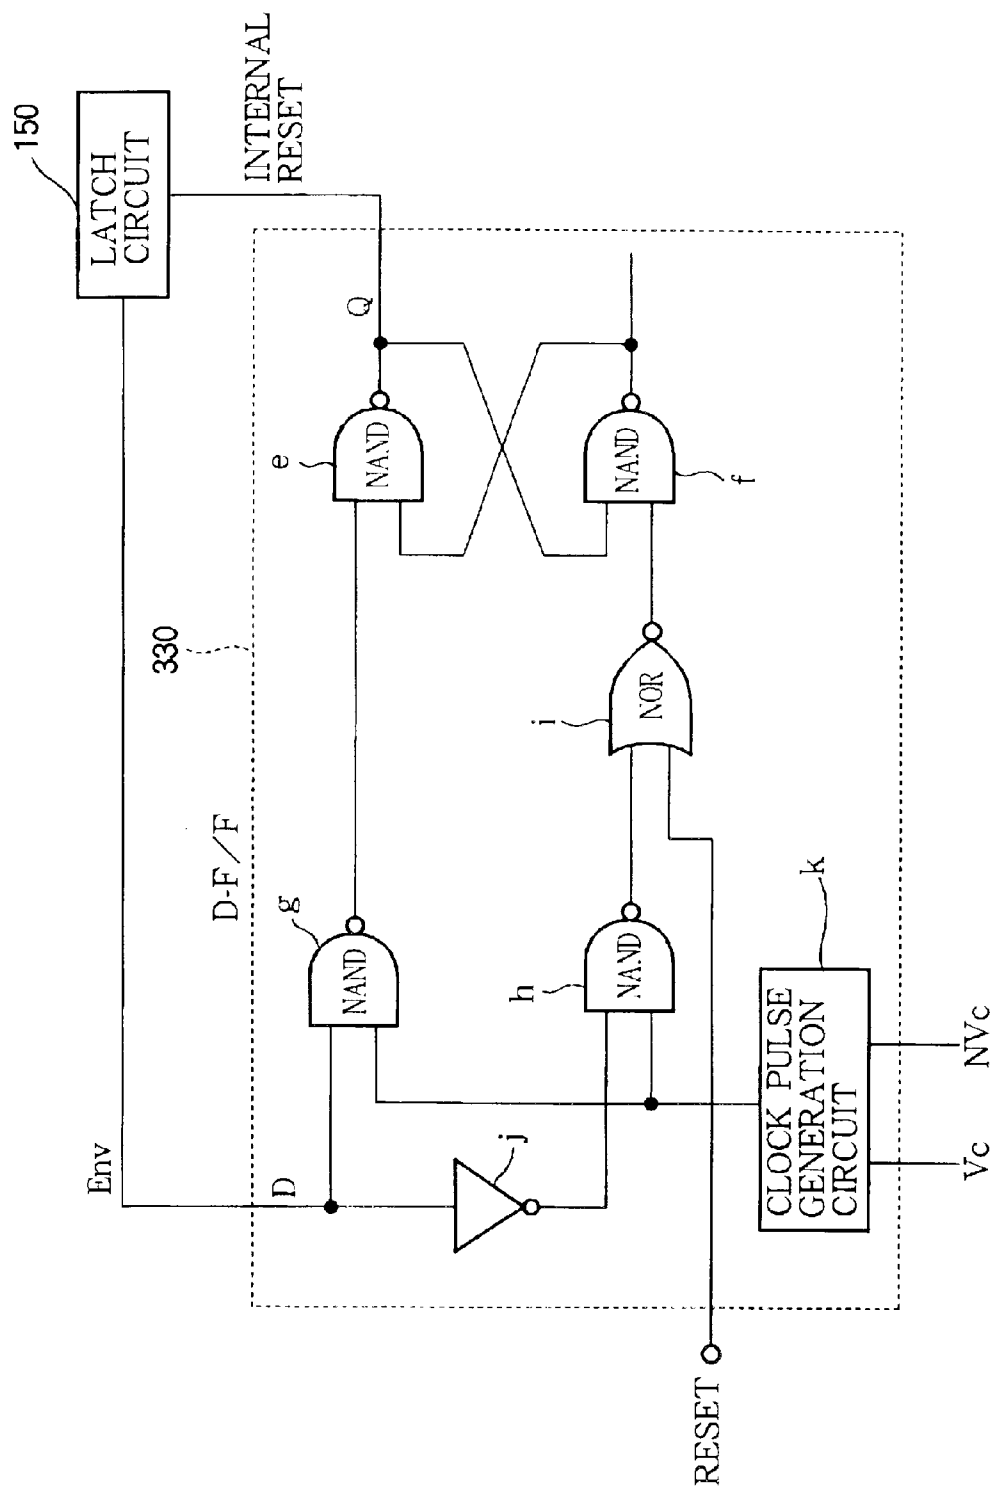 150
LATCH
CIRCUIT
INTERNAL
RESET
Env
330
D-F/F
D
Q
g
NAND
e
NAND
j
h
NAND
i
NOR
f
NAND
k
CLOCK PULSE
GENERATION
CIRCUIT
RESET
Vc
NVc